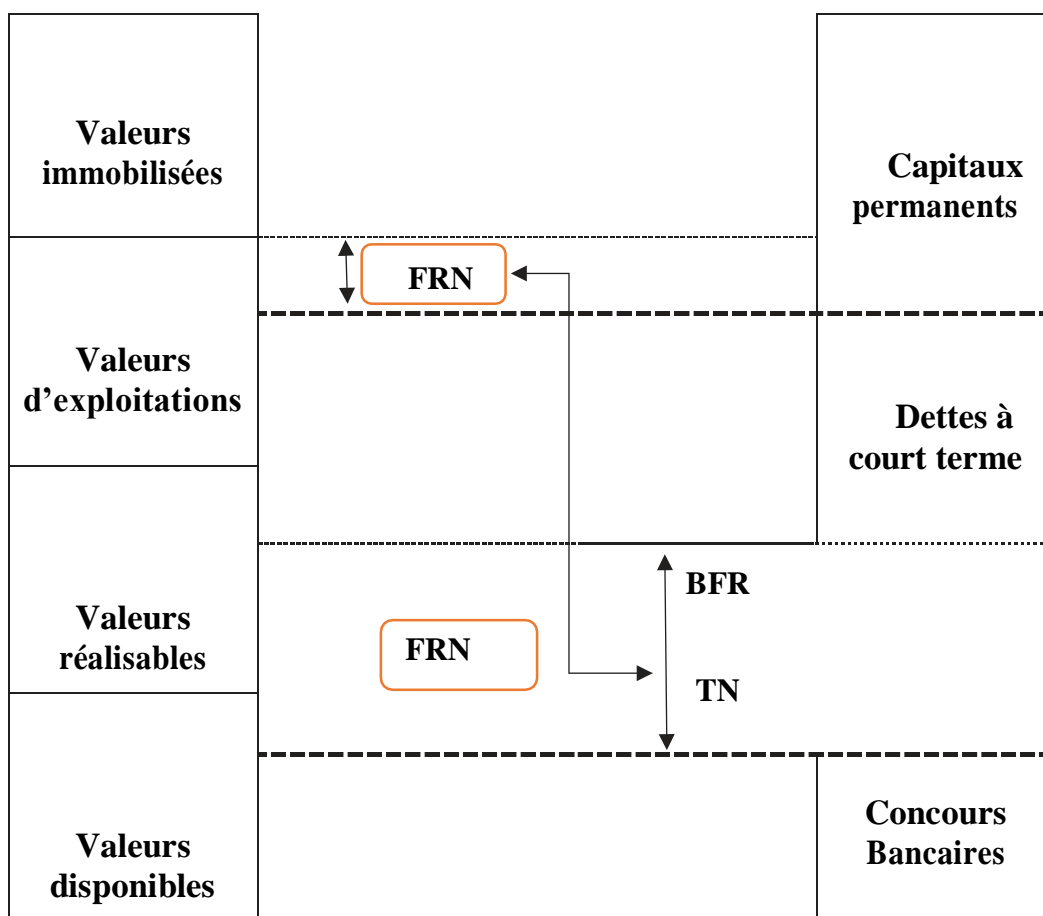 Valeurs
immobilisées
Capitaux
permanents
FRN
Valeurs
d’exploitations
Dettes à
court terme
BFR
Valeurs
réalisables
FRN
TN
Concours
Bancaires
Valeurs
disponibles